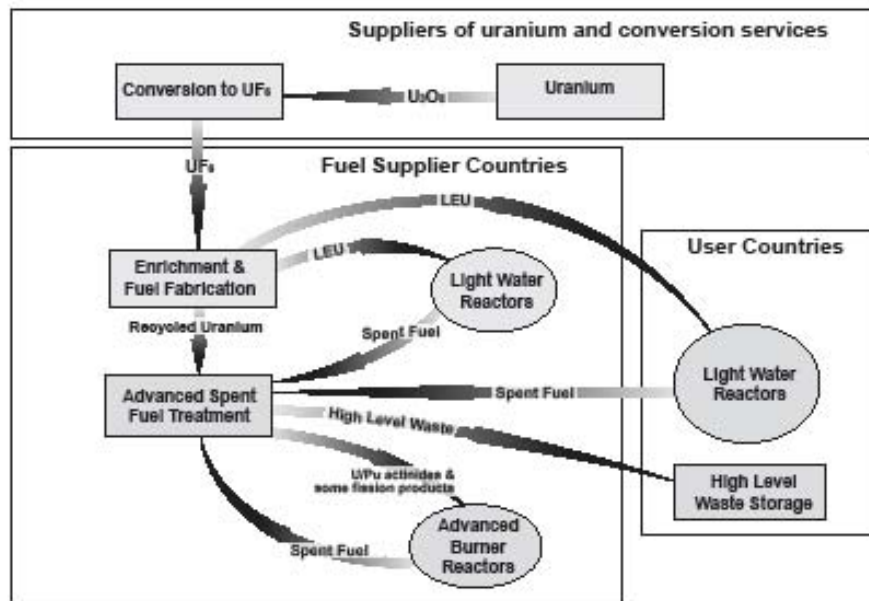 Suppliers of uranium and conversion services
Conversion to UF₆
U₃O₈
Uranium
UF₆
Fuel Supplier Countries
LEU
User Countries
Enrichment &
Fuel Fabrication
LEU
Light Water
Reactors
Recycled Uranium
Spent Fuel
Advanced Spent
Fuel Treatment
Spent Fuel
Light Water
Reactors
High Level Waste
U/Pu actinides &
some fission products
High Level
Waste Storage
Spent Fuel
Advanced
Burner
Reactors